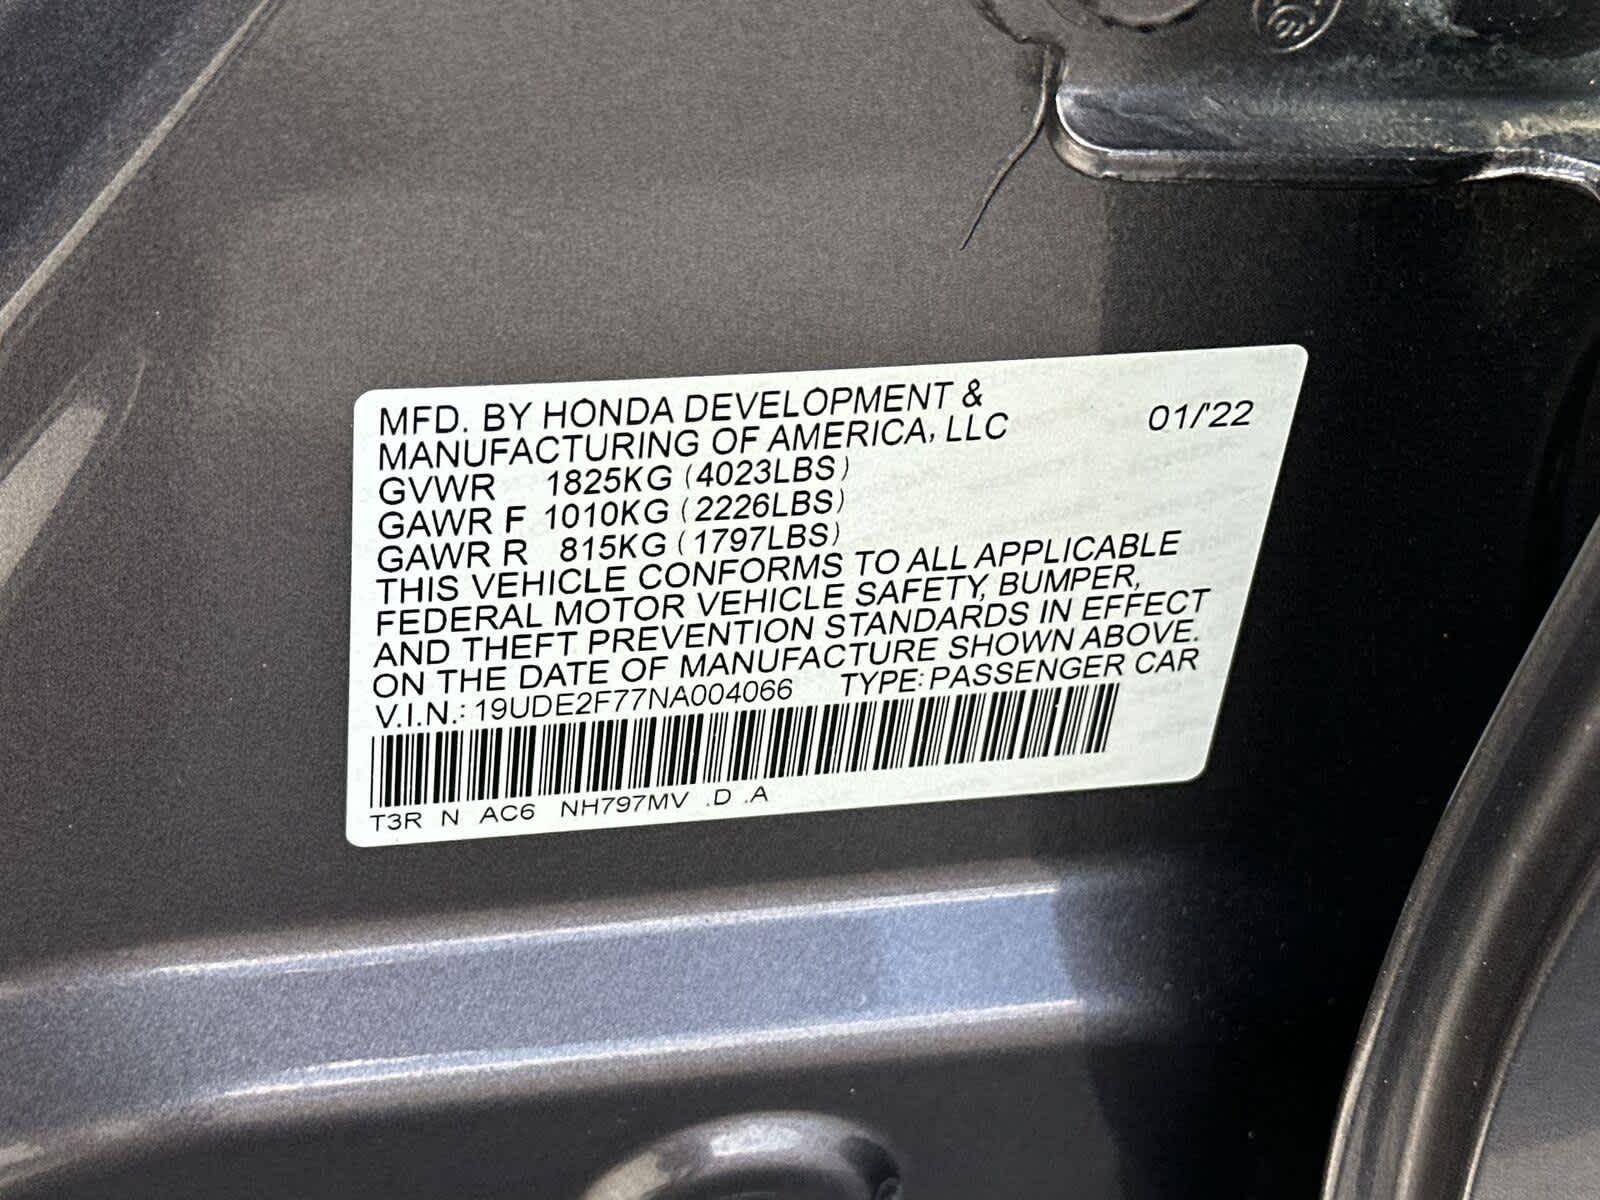 MFD. BY HONDA DEVELOPMENT &
MANUFACTURING OF AMERICA, LLC 01/'22
GVWR 1825KG (4023LBS)
GAWR F 1010KG (2226LBS)
GAWR R 815KG (1797LBS)
THIS VEHICLE CONFORMS TO ALL APPLICABLE
FEDERAL MOTOR VEHICLE SAFETY, BUMPER,
AND THEFT PREVENTION STANDARDS IN EFFECT
ON THE DATE OF MANUFACTURE SHOWN ABOVE.
V.I.N.: 19UDE2F77NA004066 TYPE: PASSENGER CAR
T3R N AC6 NH797MV .D .A